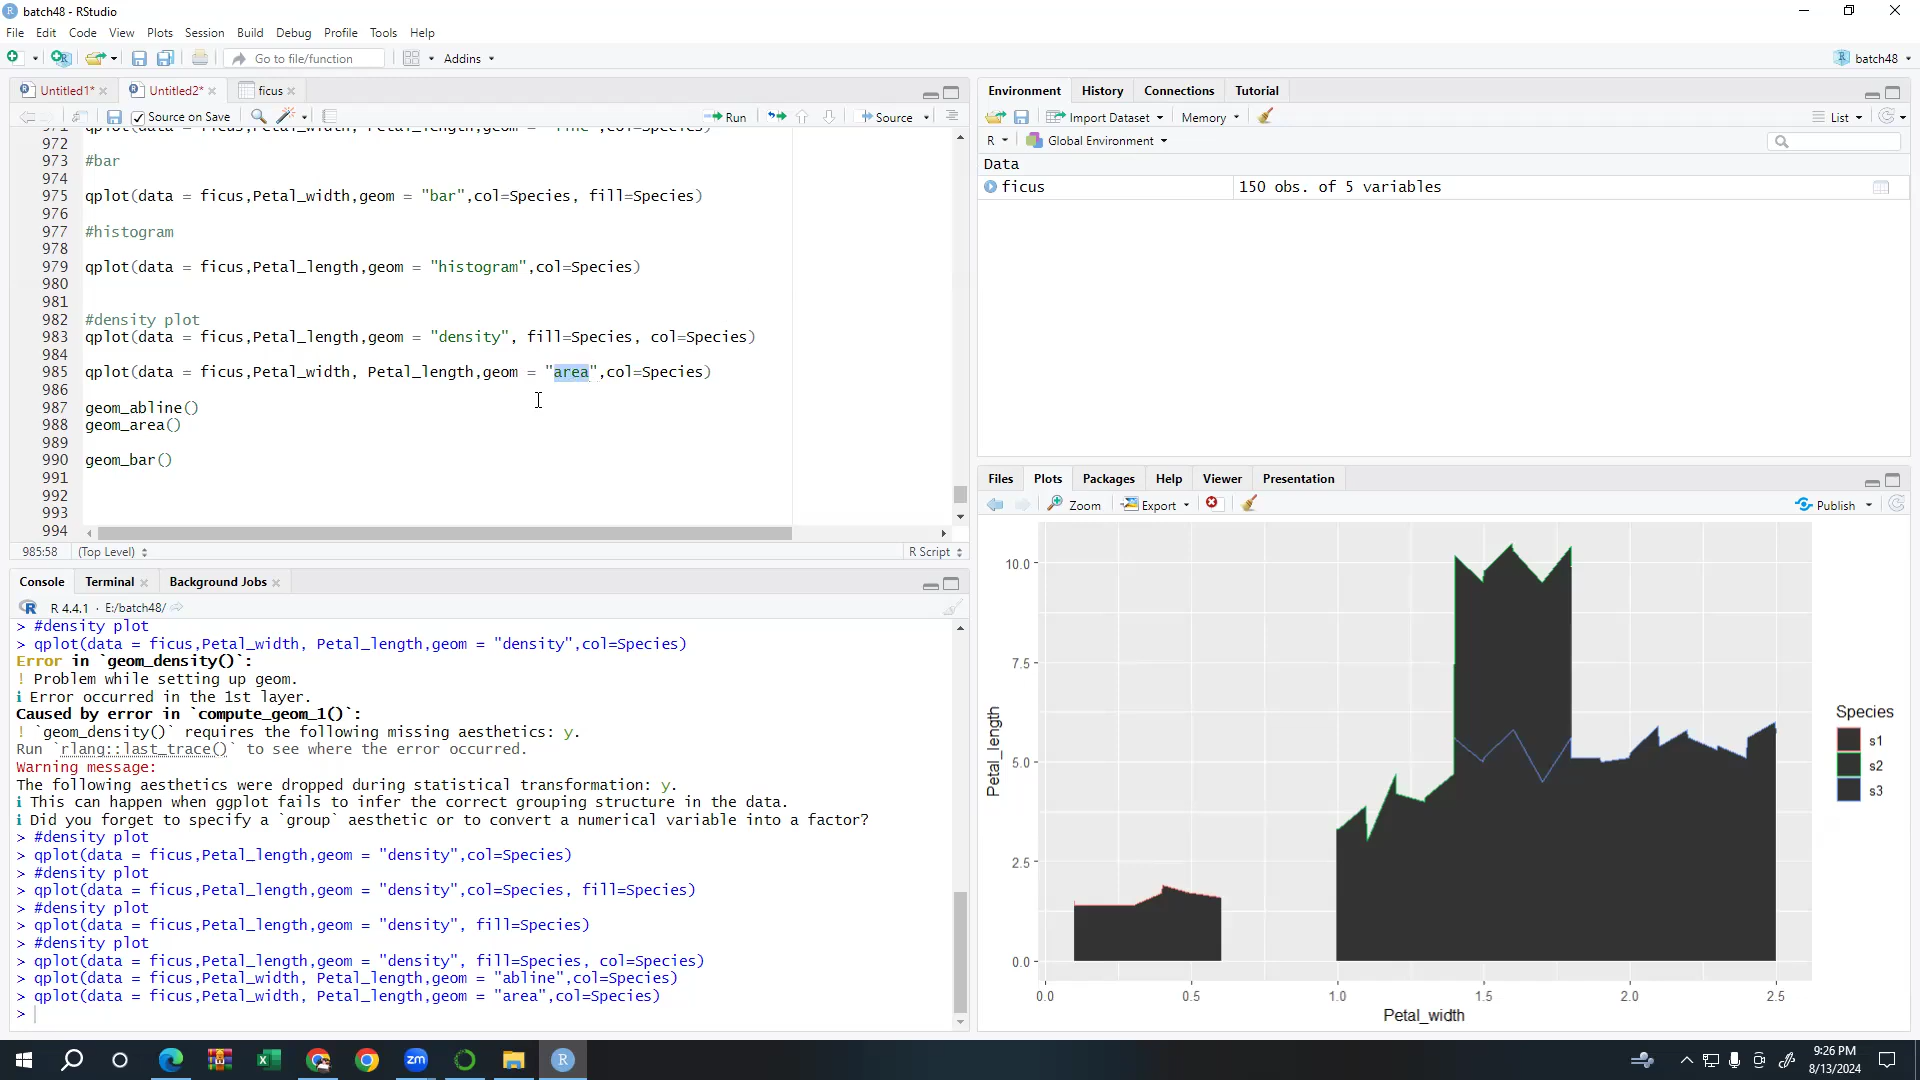 batch48 - RStudio
File Edit Code View Plots Session Build Debug Profile Tools Help
Go to file/function Addins batch48
Untitled1* Untitled2* ficus
Source on Save Run Source
972
973 #bar
974
975 qplot(data = ficus,Petal_width,geom = "bar",col=Species, fill=Species)
976
977 #histogram
978
979 qplot(data = ficus,Petal_length,geom = "histogram",col=Species)
980
981
982 #density plot
983 qplot(data = ficus,Petal_length,geom = "density", fill=Species, col=Species)
984
985 qplot(data = ficus,Petal_width, Petal_length,geom = "area",col=Species)
986
987 geom_abline()
988 geom_area()
989
990 geom_bar()
991
992
993
994
985:58 (Top Level) R Script
Console Terminal Background Jobs
R 4.4.1 · E:/batch48/
> #density plot
> qplot(data = ficus,Petal_width, Petal_length,geom = "density",col=Species)
Error in `geom_density()`:
! Problem while setting up geom.
ℹ Error occurred in the 1st layer.
Caused by error in `compute_geom_1()`:
! `geom_density()` requires the following missing aesthetics: y.
Run `rlang::last_trace()` to see where the error occurred.
Warning message:
The following aesthetics were dropped during statistical transformation: y.
ℹ This can happen when ggplot fails to infer the correct grouping structure in the data.
ℹ Did you forget to specify a `group` aesthetic or to convert a numerical variable into a factor?
> #density plot
> qplot(data = ficus,Petal_length,geom = "density",col=Species)
> #density plot
> qplot(data = ficus,Petal_length,geom = "density",col=Species, fill=Species)
> #density plot
> qplot(data = ficus,Petal_length,geom = "density", fill=Species)
> #density plot
> qplot(data = ficus,Petal_length,geom = "density", fill=Species, col=Species)
> qplot(data = ficus,Petal_width, Petal_length,geom = "abline",col=Species)
> qplot(data = ficus,Petal_width, Petal_length,geom = "area",col=Species)
>
Environment History Connections Tutorial
Import Dataset Memory List
R Global Environment
Data
ficus 150 obs. of 5 variables
Files Plots Packages Help Viewer Presentation
Zoom Export Publish
10.0
7.5
5.0
2.5
0.0
Petal_length
0.0 0.5 1.0 1.5 2.0 2.5
Petal_width
Species
s1
s2
s3
zm
9:26 PM
8/13/2024